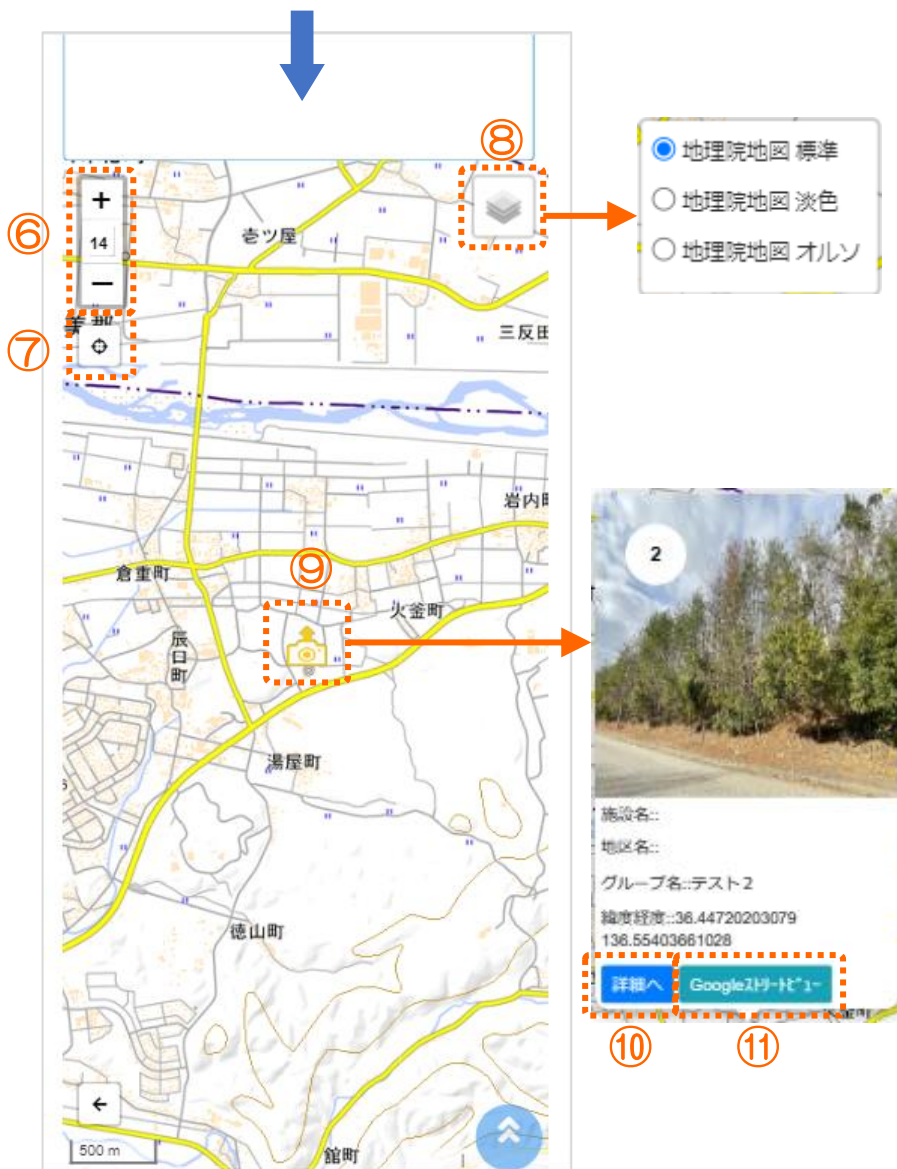 ⑧
地理院地図 標準
地理院地図 淡色
地理院地図 オルソ
⑥
+
14
−
壱ツ屋
⑦
三反田
岩内町
⑨
倉重町
火釜町
辰口町
湯屋町
徳山町
2
施設名::
地区名::
グループ名::テスト2
緯度経度::36.44720203079
136.55403661028
詳細へ
Googleストリートビュー
⑩
⑪
←
500 m
舘町